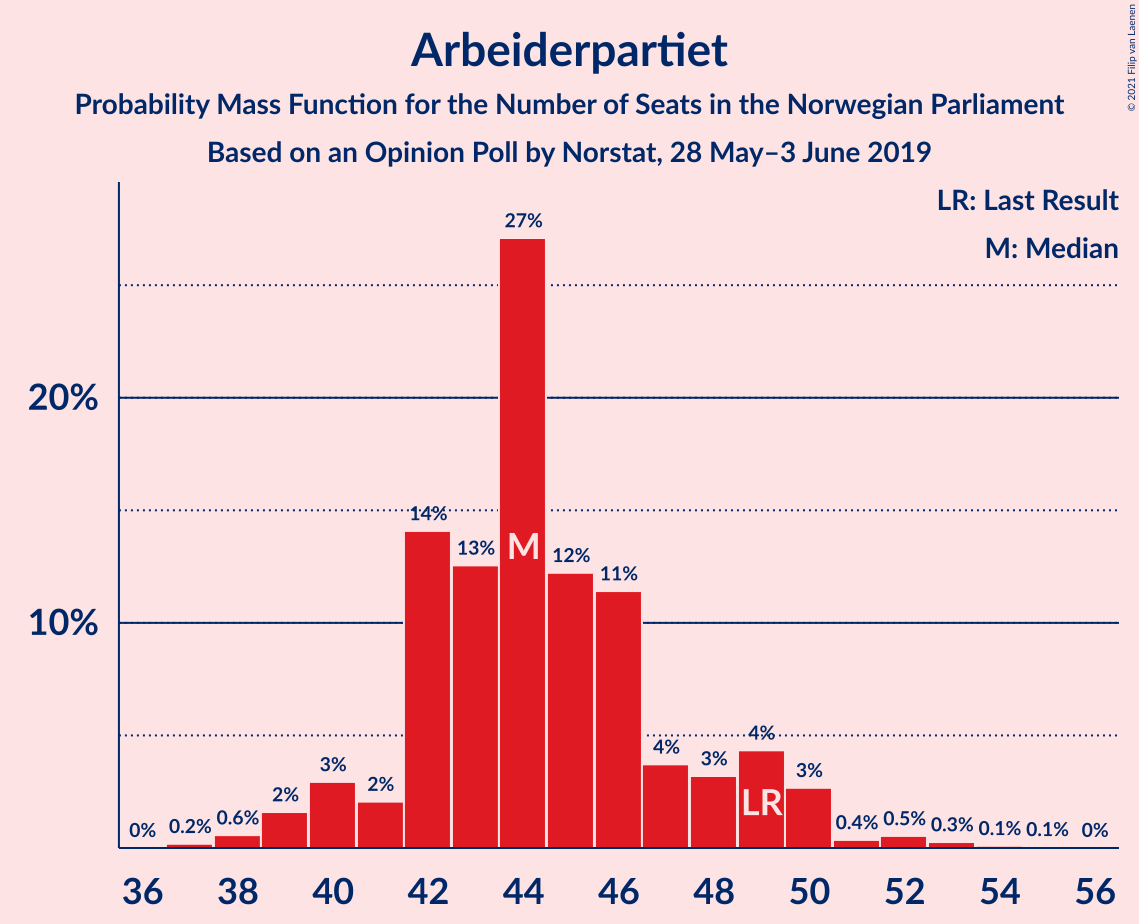 Arbeiderpartiet
Probability Mass Function for the Number of Seats in the Norwegian Parliament
Based on an Opinion Poll by Norstat, 28 May–3 June 2019
© 2021 Filip van Laenen
LR: Last Result
M: Median
20%
10%
0%
0.2%
0.6%
2%
3%
2%
14%
13%
27%
12%
11%
4%
3%
4%
3%
0.4%
0.5%
0.3%
0.1%
0.1%
0%
M
LR
36 38 40 42 44 46 48 50 52 54 56